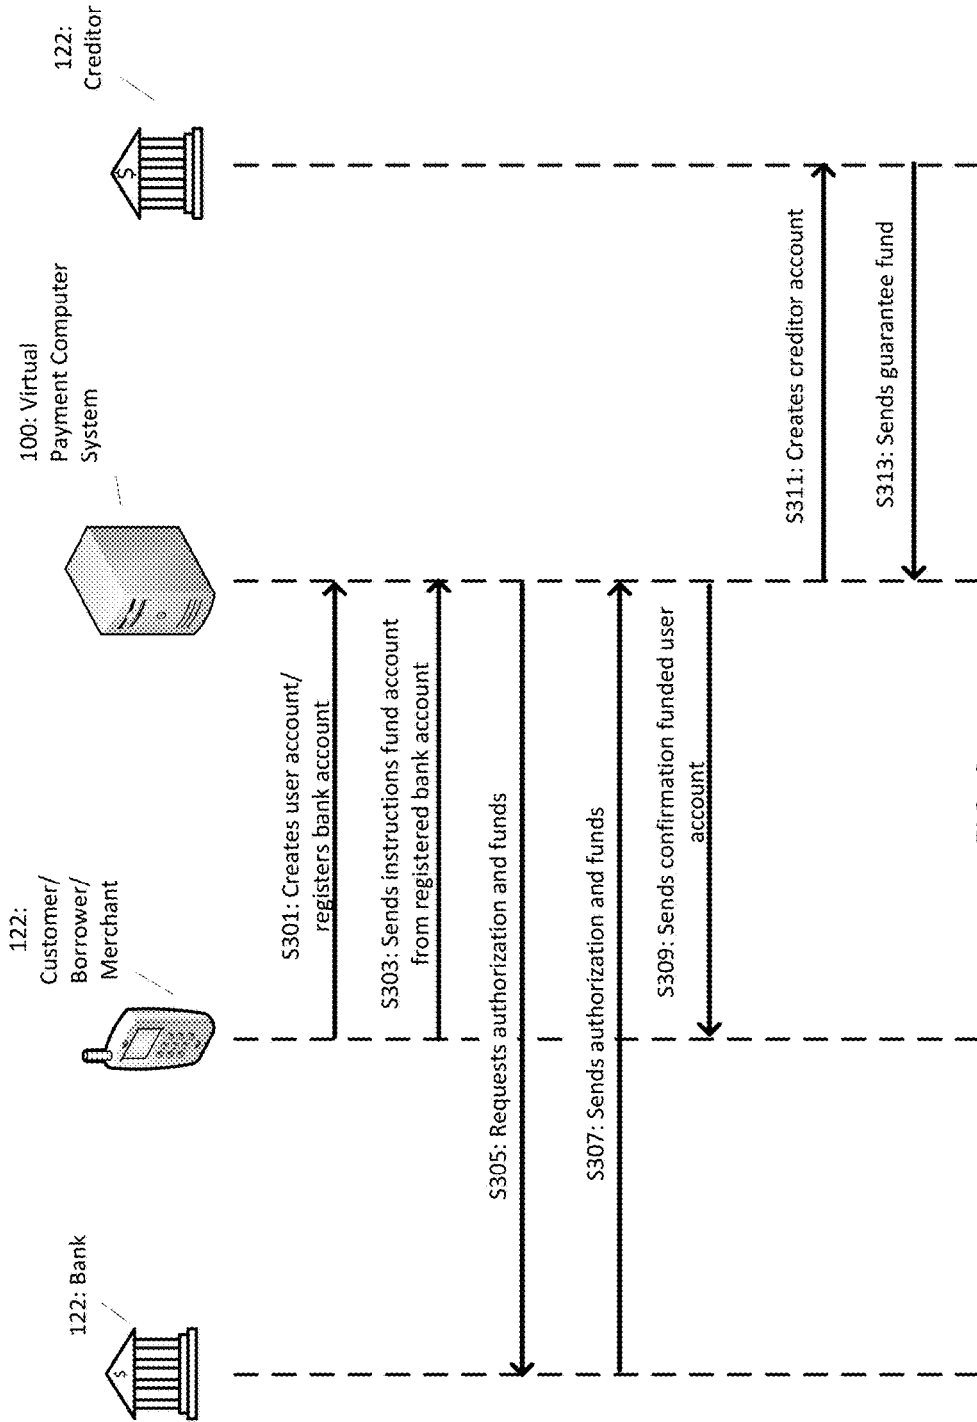 122: Bank
122:
Customer/
Borrower/
Merchant
100: Virtual
Payment Computer
System
122:
Creditor
S301: Creates user account/
registers bank account
S303: Sends instructions fund account
from registered bank account
S305: Requests authorization and funds
S307: Sends authorization and funds
S309: Sends confirmation funded user
account
S311: Creates creditor account
S313: Sends guarantee fund
$
$